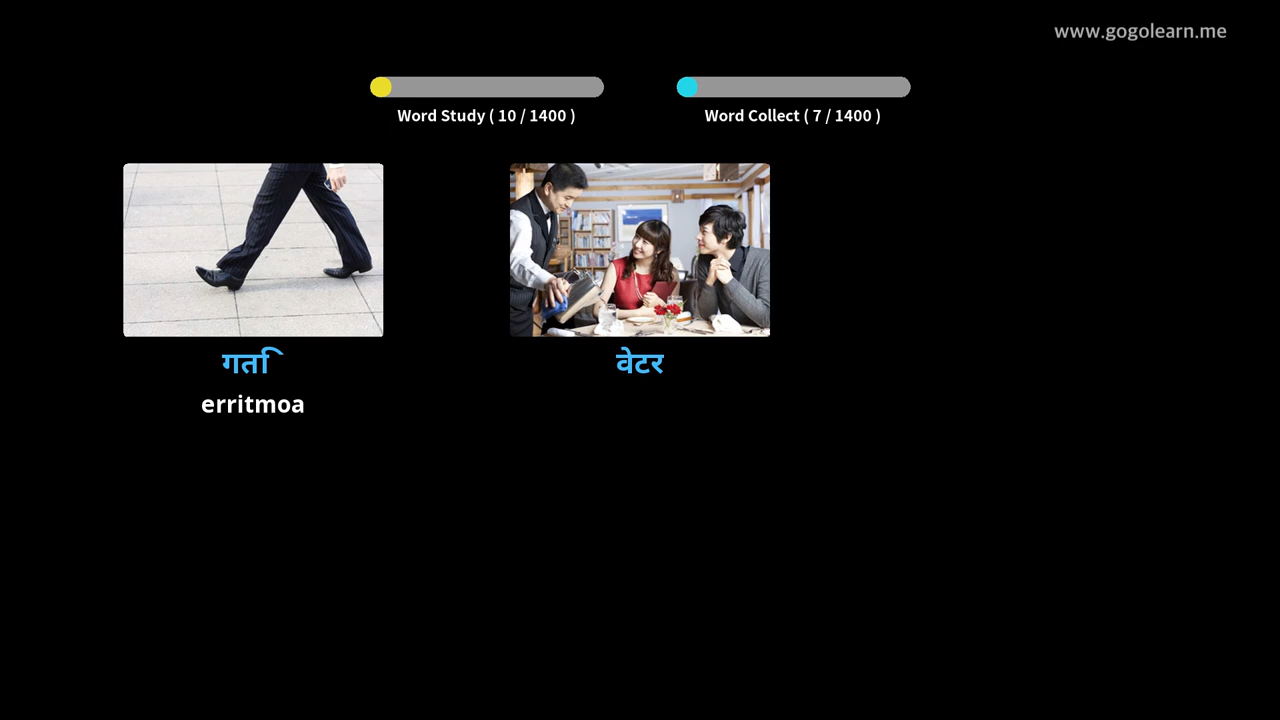 www.gogolearn.me
Word Study ( 10 / 1400 )
Word Collect ( 7 / 1400 )
गति
erritmoa
वेटर